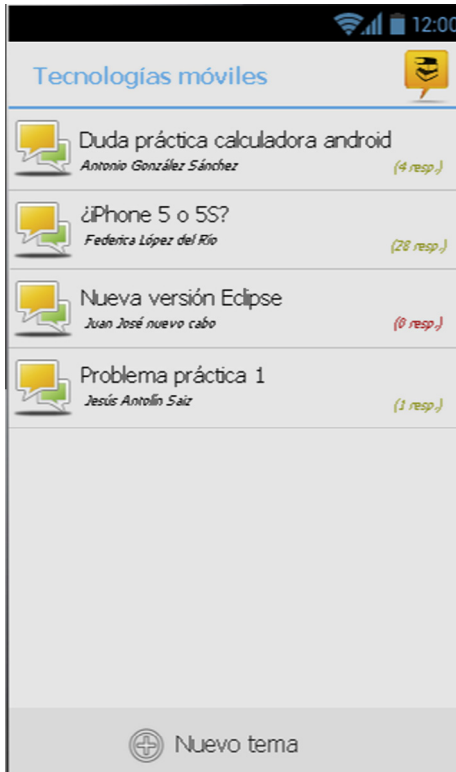 12:00
Tecnologías móviles
Duda práctica calculadora android
Antonio González Sánchez
(4 resp.)
¿iPhone 5 o 5S?
Federica López del Río
(28 resp.)
Nueva versión Eclipse
Juan José nuevo cabo
(0 resp.)
Problema práctica 1
Jesús Antolín Saiz
(1 resp.)
Nuevo tema